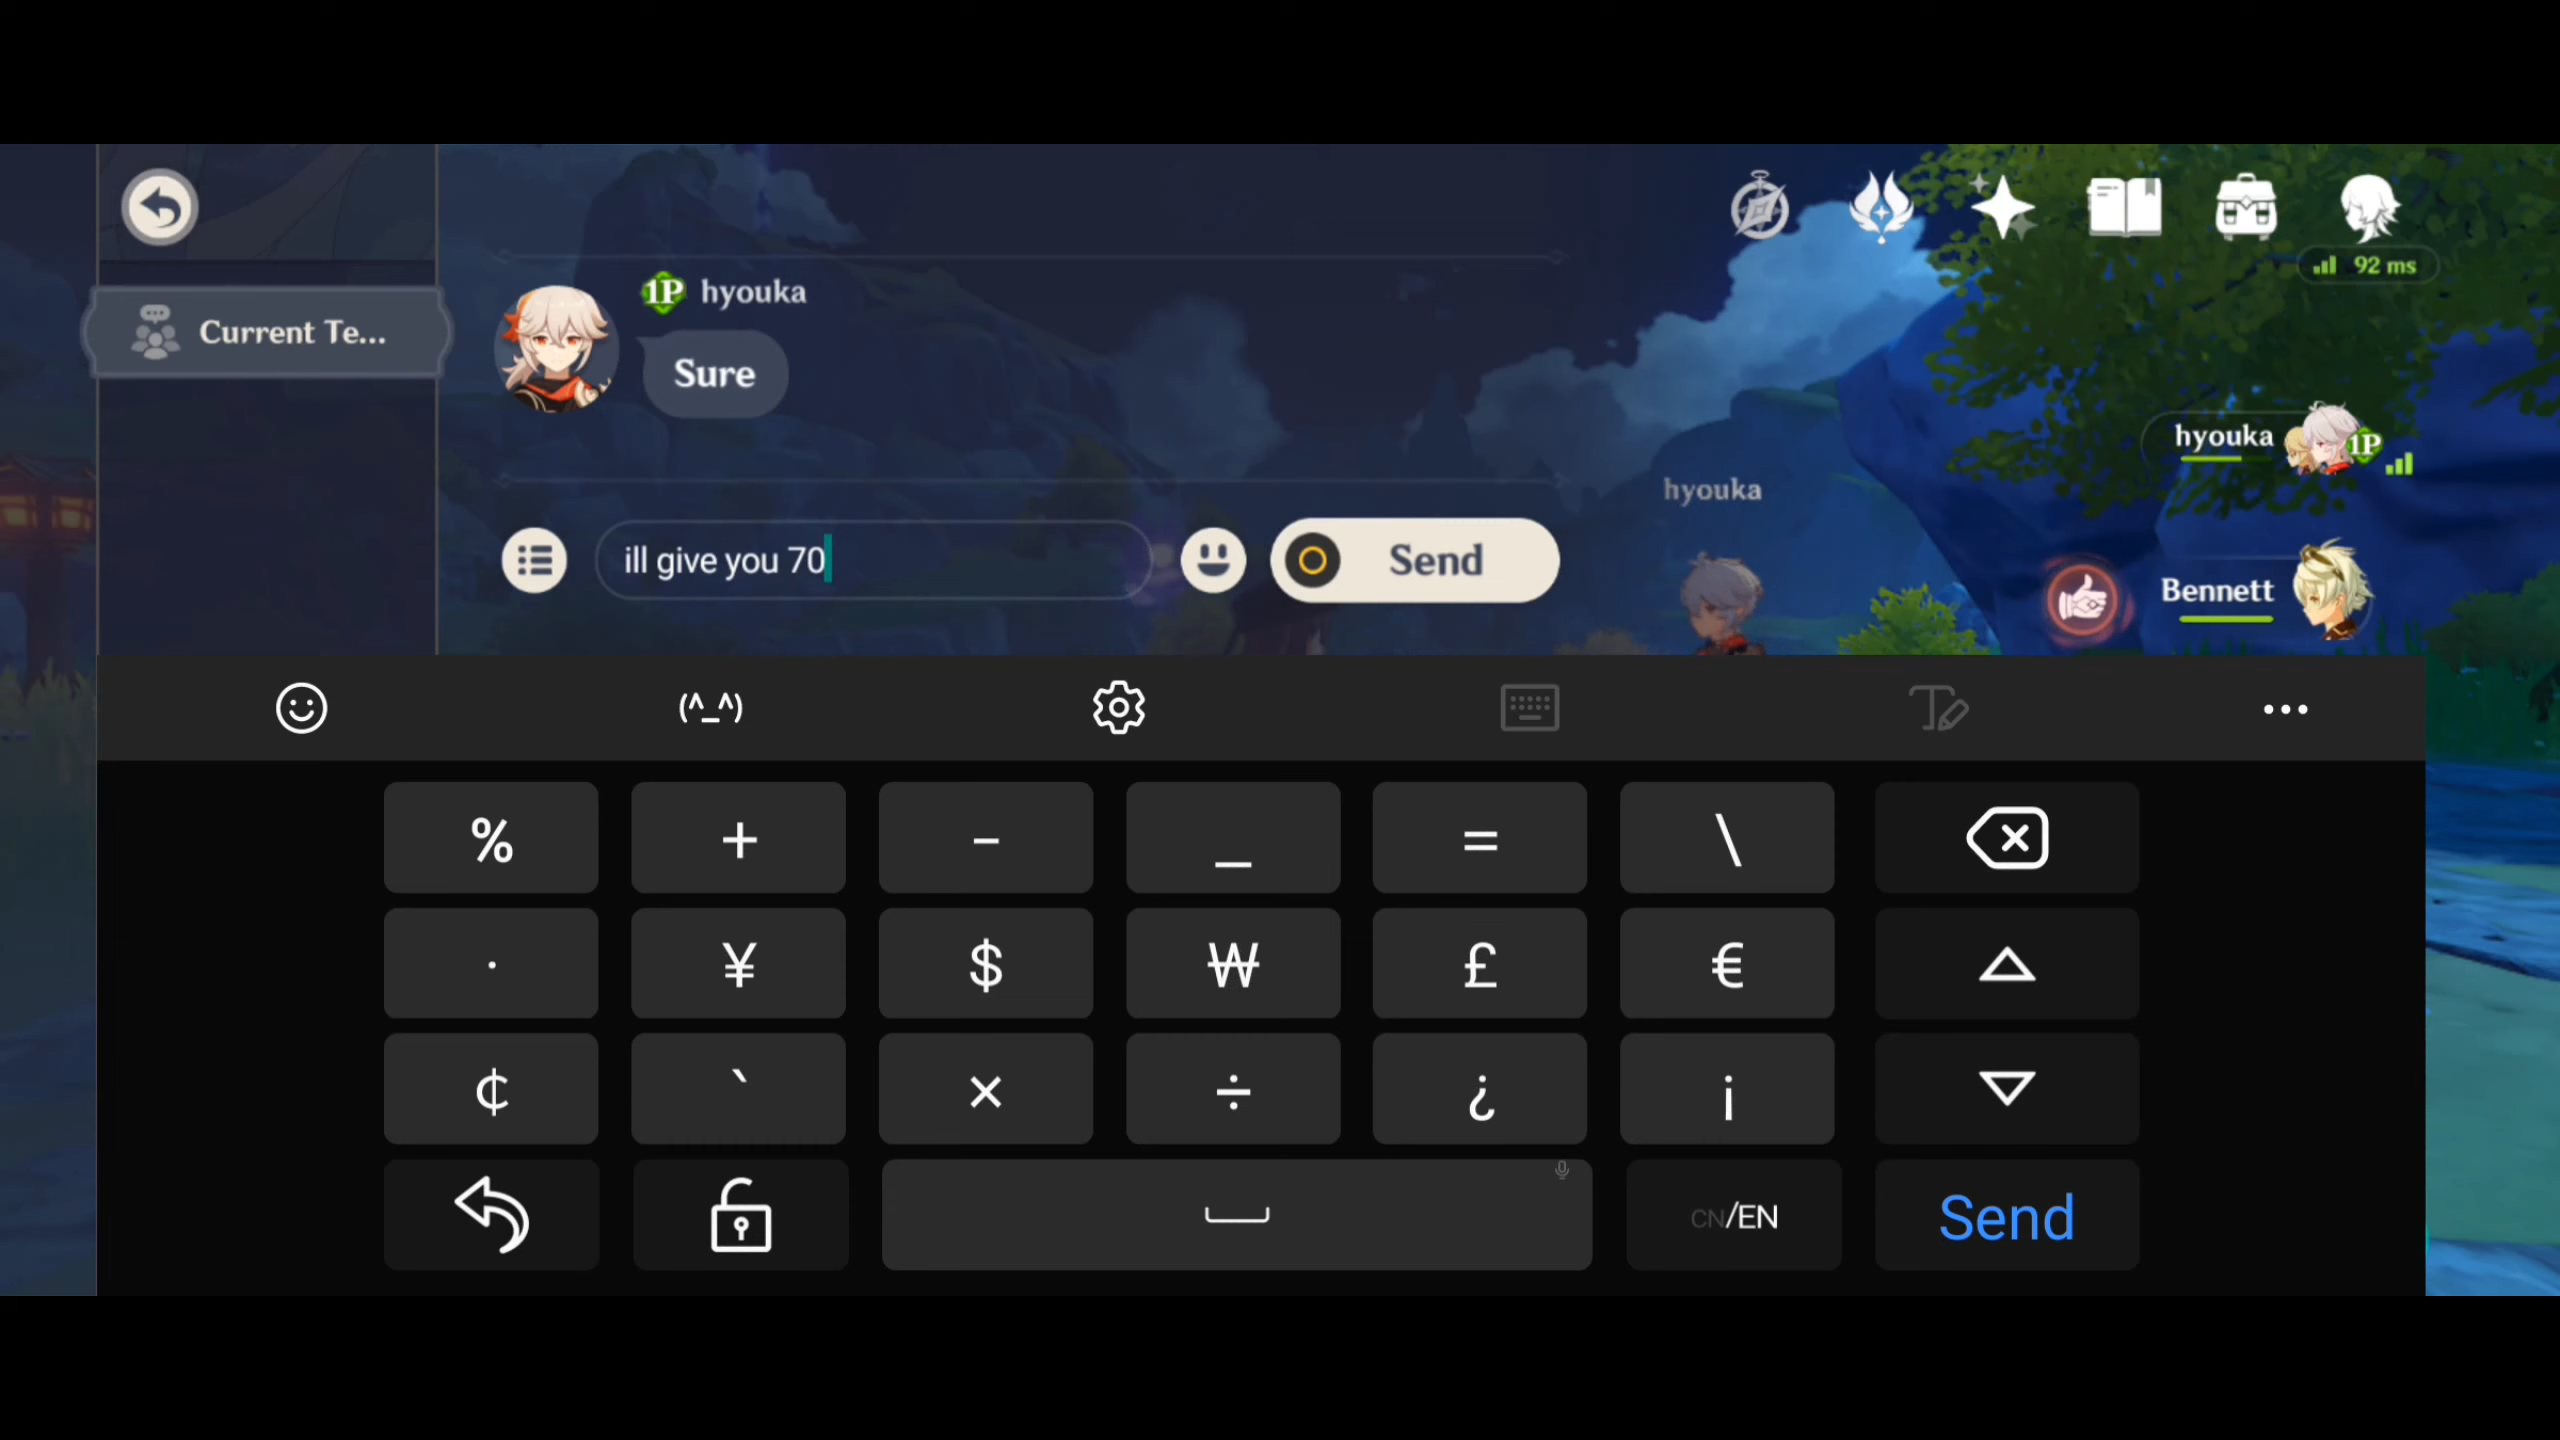 92 ms
1P hyouka
Current Te...
Sure
hyouka 1P
hyouka
ill give you 70
Send
Bennett
(^_^)
% + - _ = \
· ¥ $ ₩ £ €
¢ ` × ÷ ¿ ¡
CN/EN Send